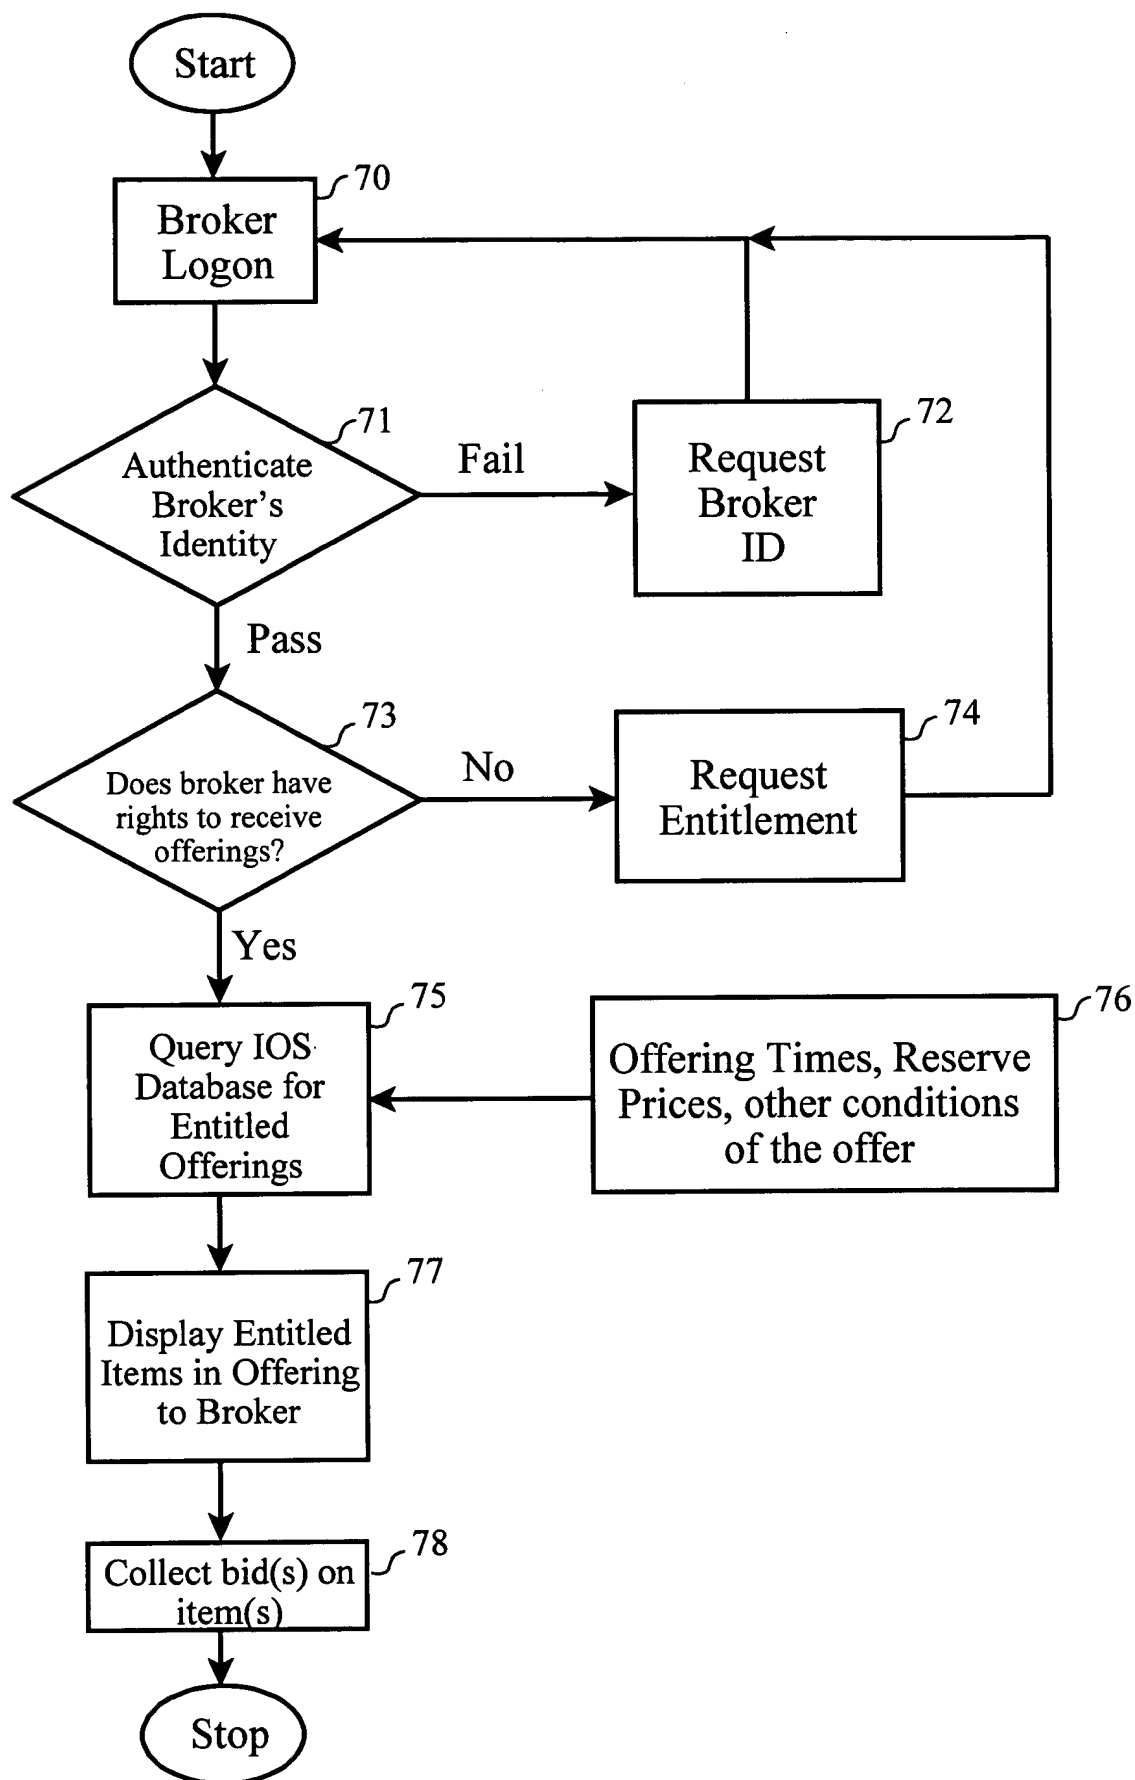 Start
70
Broker
Logon
71
Authenticate
Broker's
Identity
Fail
72
Request
Broker
ID
Pass
73
Does broker have
rights to receive
offerings?
No
74
Request
Entitlement
Yes
75
Query IOS
Database for
Entitled
Offerings
76
Offering Times, Reserve
Prices, other conditions
of the offer
77
Display Entitled
Items in Offering
to Broker
78
Collect bid(s) on
item(s)
Stop